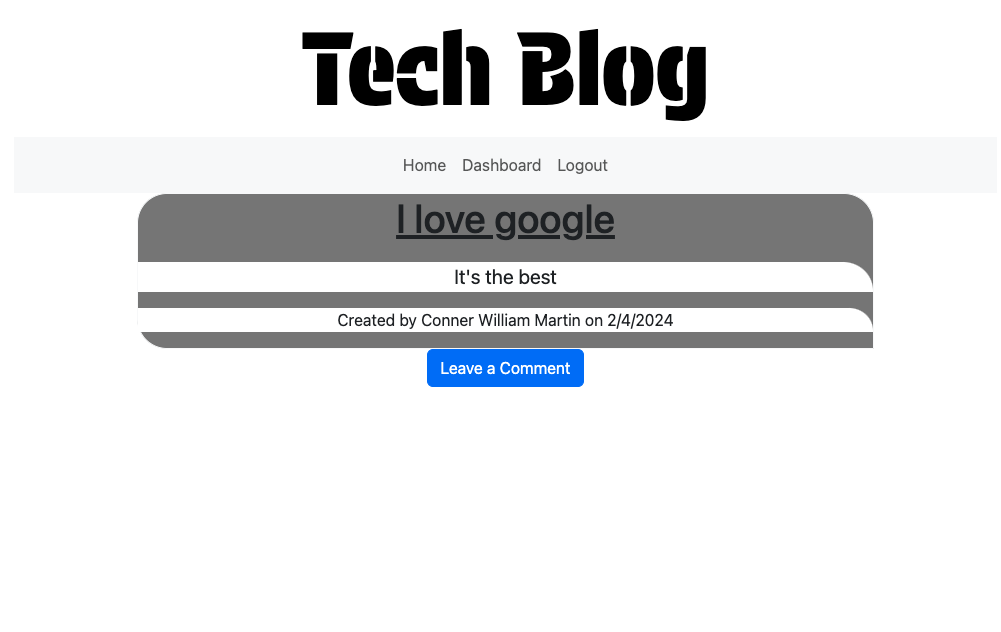 Tech Blog
Home Dashboard Logout
I love google
It's the best
Created by Conner William Martin on 2/4/2024
Leave a Comment